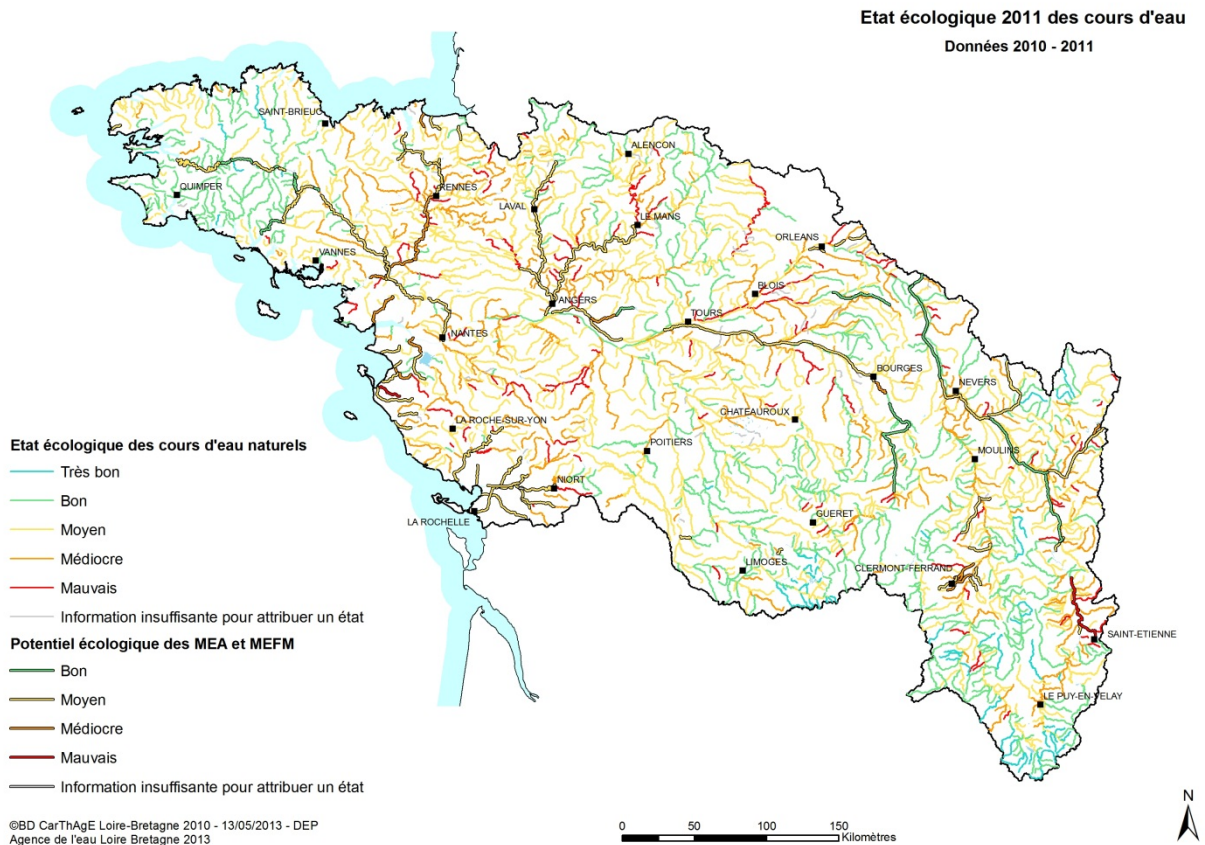 Etat écologique 2011 des cours d'eau
Données 2010 - 2011
SAINT-BRIEUC
ALENCON
QUIMPER
RENNES
LAVAL
LE MANS
ORLEANS
VANNES
BLOIS
ANGERS
TOURS
NANTES
BOURGES
NEVERS
CHATEAUROUX
LA ROCHE-SUR-YON
POITIERS
MOULINS
NIORT
LA ROCHELLE
GUERET
LIMOGES
CLERMONT-FERRAND
SAINT-ETIENNE
LE PUY-EN-VELAY
Etat écologique des cours d'eau naturels
Très bon
Bon
Moyen
Médiocre
Mauvais
Information insuffisante pour attribuer un état
Potentiel écologique des MEA et MEFM
Bon
Moyen
Médiocre
Mauvais
Information insuffisante pour attribuer un état
©BD CarThAgE Loire-Bretagne 2010 - 13/05/2013 - DEP
Agence de l'eau Loire Bretagne 2013
0 50 100 150
Kilomètres
N